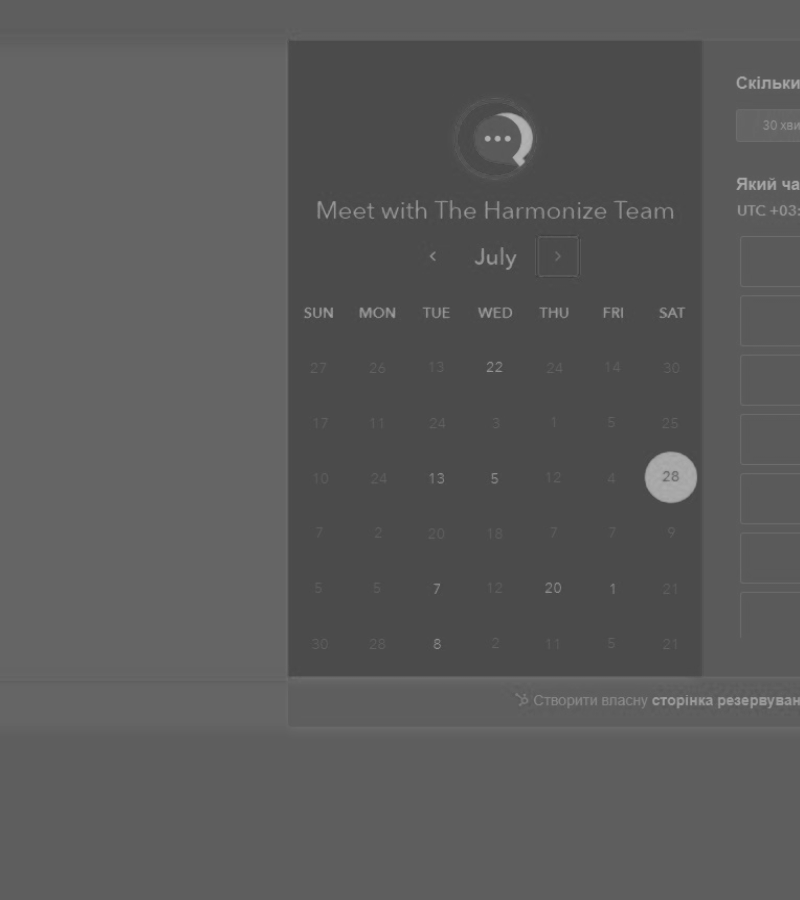 Meet with The Harmonize Team
July
SUN MON TUE WED THU FRI SAT
27 26 13 22 24 14 30
17 11 24 3 1 5 25
10 24 13 5 12 4 28
7 2 20 18 7 7 9
5 5 7 12 20 1 21
30 28 8 2 11 5 21
Скільки
30 хви
Який ча
UTC +03:
Створити власну сторінка резервуван